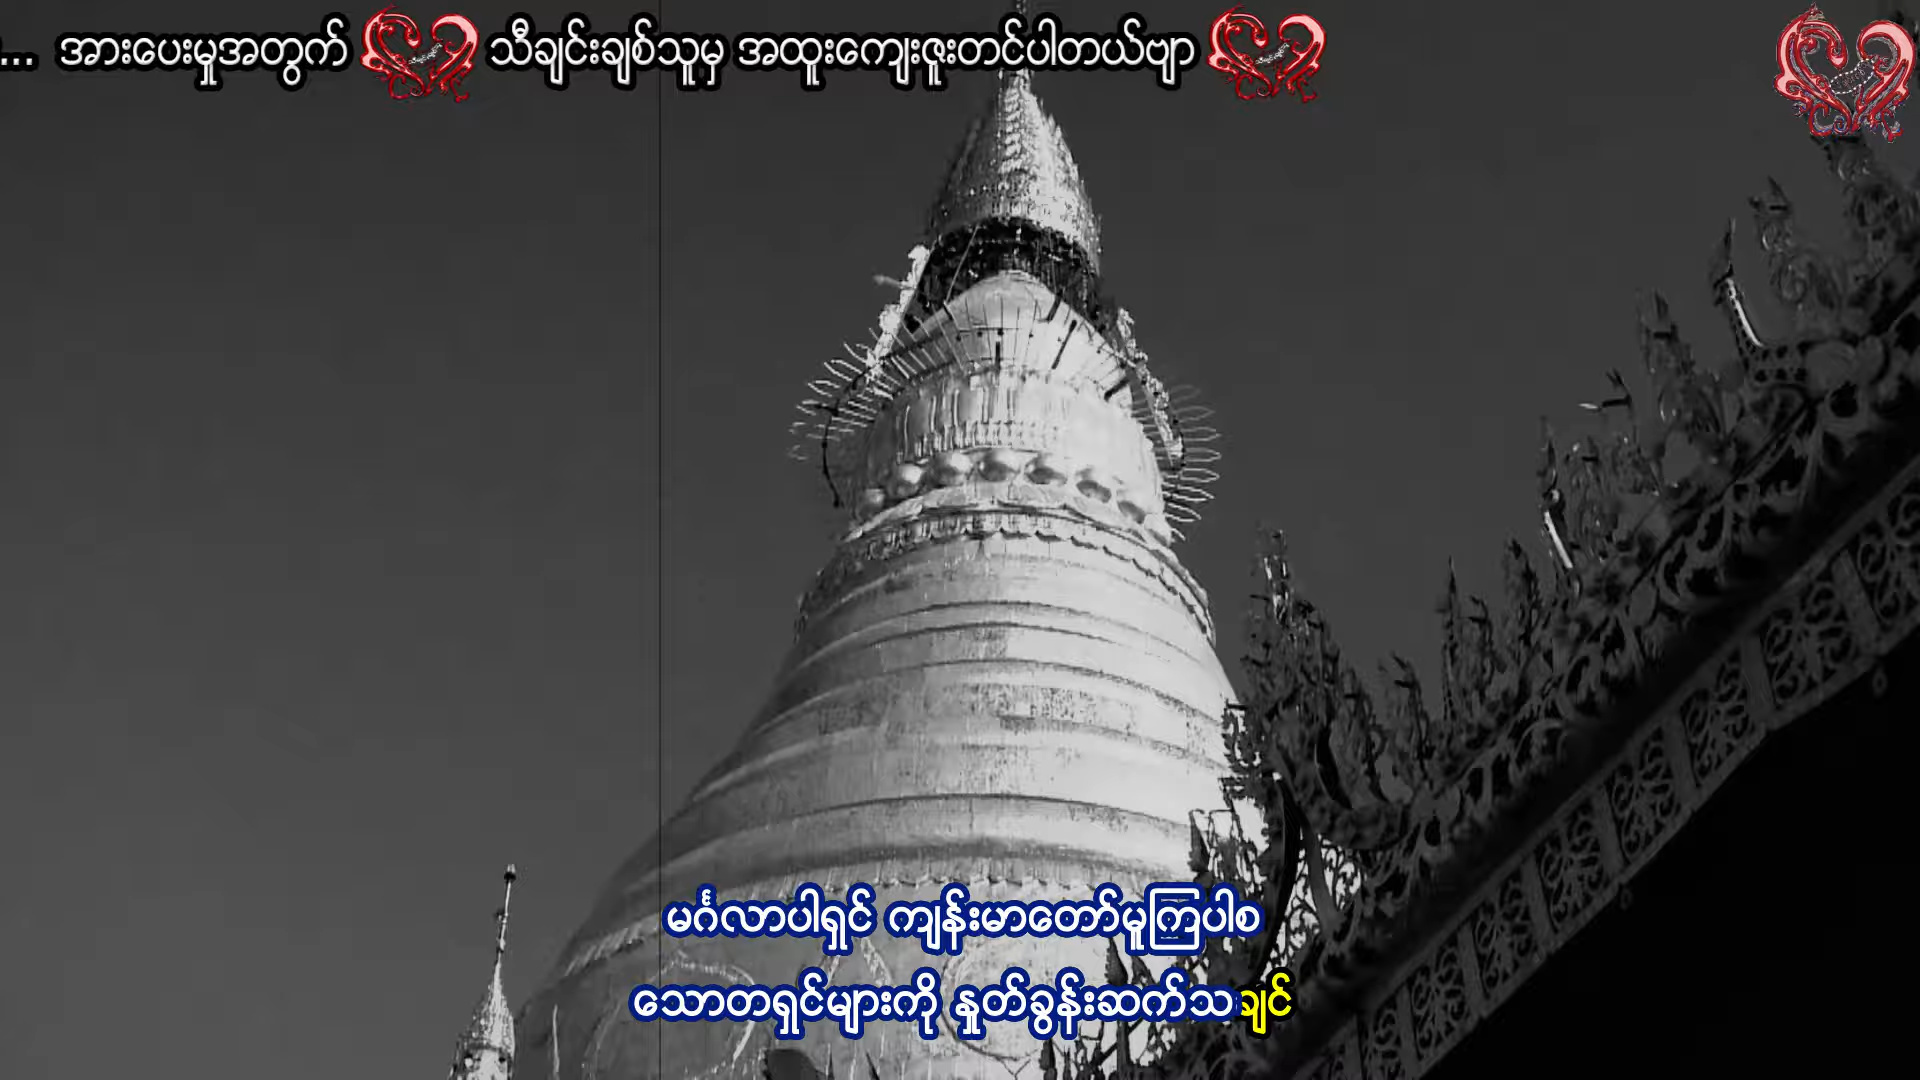 ... အားပေးမှုအတွက် သီချင်းချစ်သူမှ အထူးကျေးဇူးတင်ပါတယ်ဗျာ
မင်္ဂလာပါရှင် ကျန်းမာတော်မူကြပါစ
သောတရှင်များကို နှုတ်ခွန်းဆက်သချင်